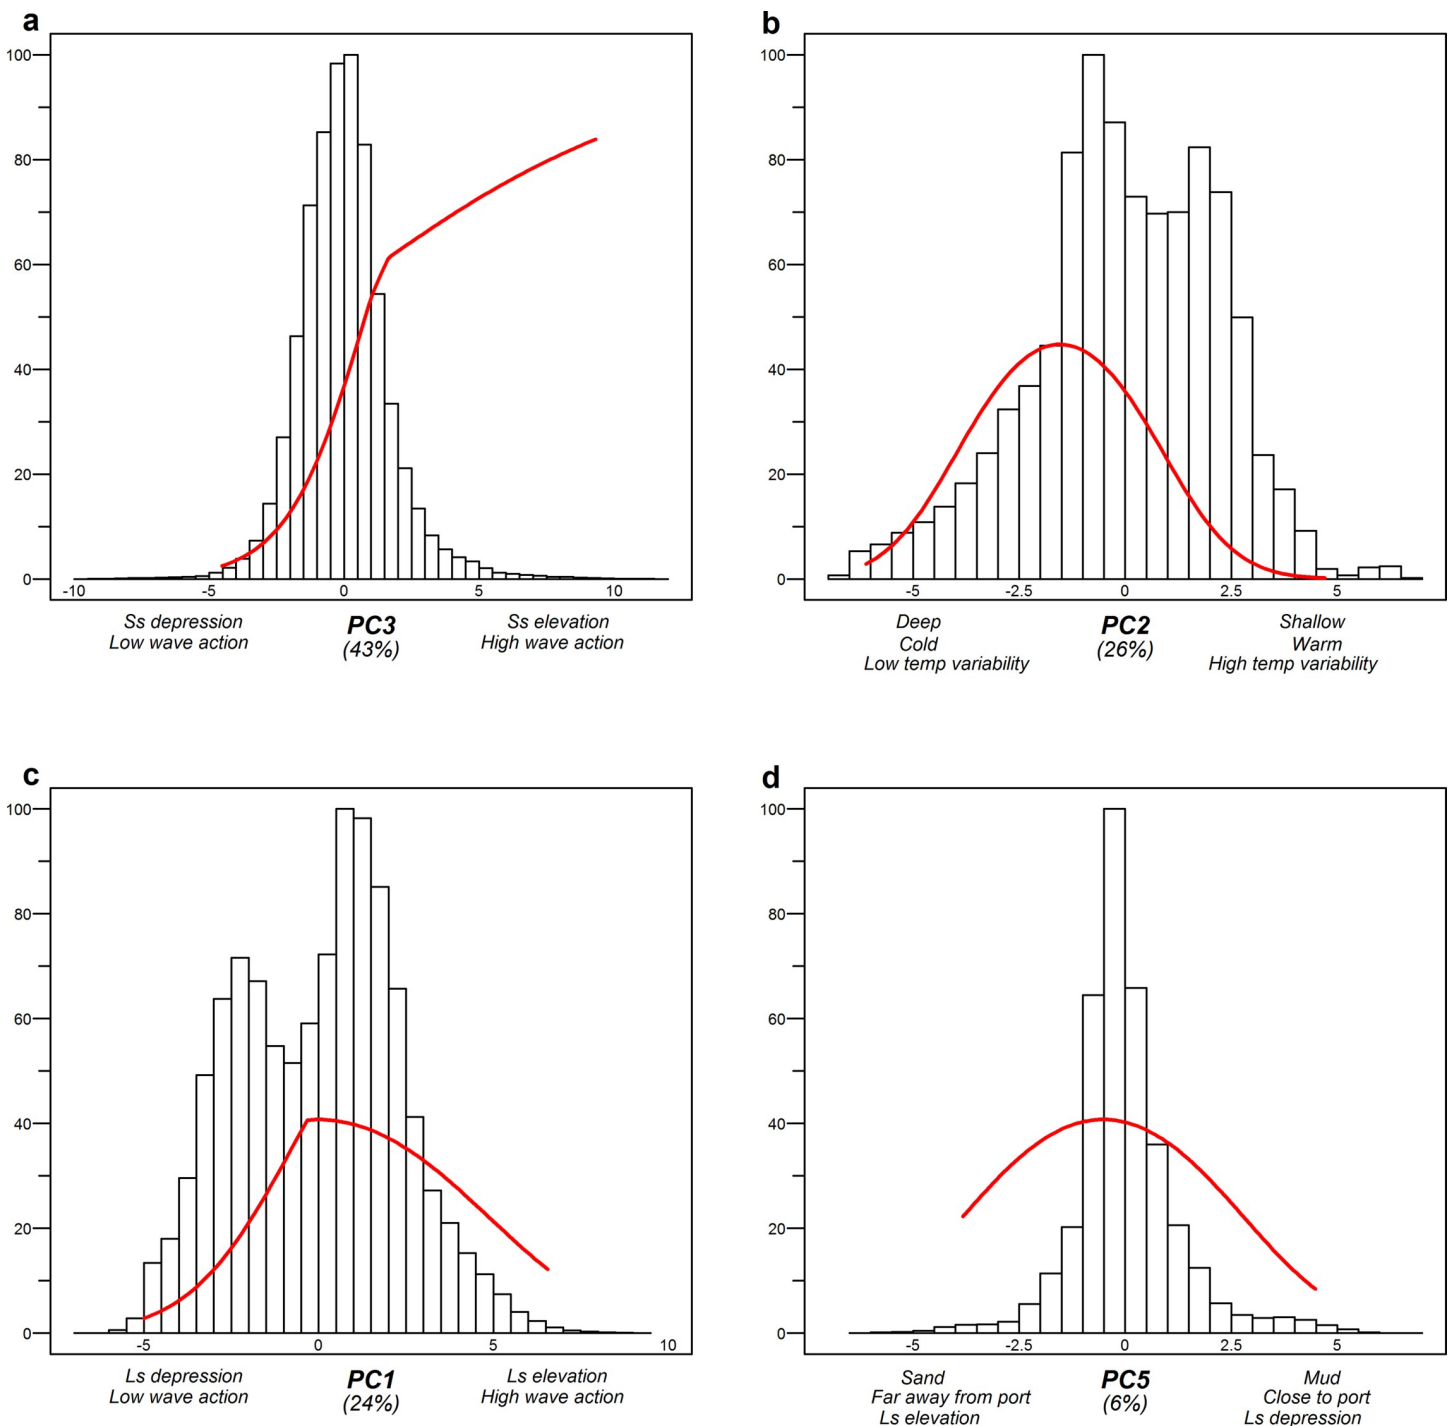 a
100
80
60
40
20
0
-10 -5 0 5 10
Ss depression PC3 Ss elevation
Low wave action (43%) High wave action
b
100
80
60
40
20
0
-5 -2.5 0 2.5 5
Deep PC2 Shallow
Cold (26%) Warm
Low temp variability High temp variability
c
100
80
60
40
20
0
-5 0 5 10
Ls depression PC1 Ls elevation
Low wave action (24%) High wave action
d
100
80
60
40
20
0
-5 -2.5 0 2.5 5
Sand PC5 Mud
Far away from port (6%) Close to port
Ls elevation Ls depression